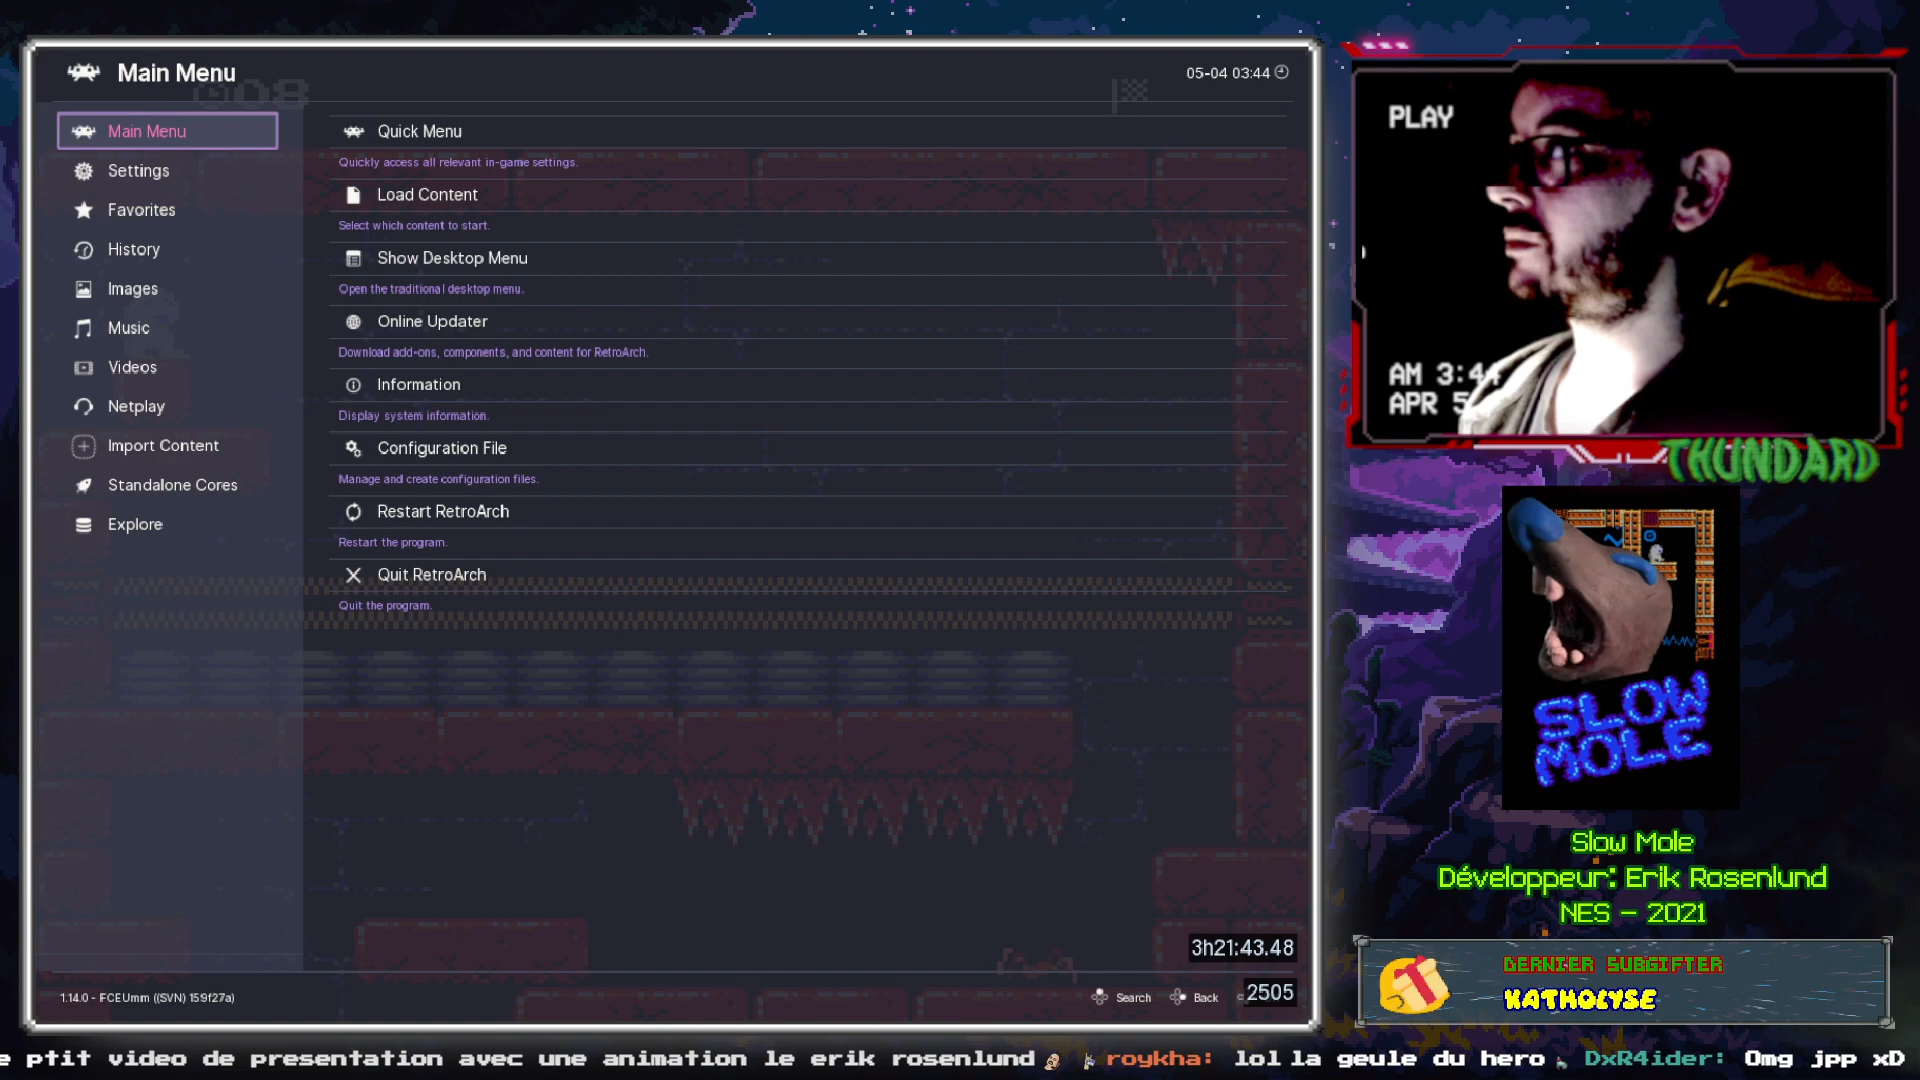 Main Menu
05-04 03:44
08
Main Menu
Settings
Favorites
History
Images
Music
Videos
Netplay
Import Content
Standalone Cores
Explore
Quick Menu
Quickly access all relevant in-game settings.
Load Content
Select which content to start.
Show Desktop Menu
Open the traditional desktop menu.
Online Updater
Download add-ons, components, and content for RetroArch.
Information
Display system information.
Configuration File
Manage and create configuration files.
Restart RetroArch
Restart the program.
Quit RetroArch
Quit the program.
3h21:43.48
1.14.0 - FCEUmm ((SVN) 159f27a)
Search
Back
2505
PLAY
AM 3:44
APR 5
THUNDARD
SLOW
MOLE
Slow Mole
Développeur: Erik Rosenlund
NES - 2021
DERNIER SUBGIFTER
KATHOLYSE
e ptit video de presentation avec une animation le erik rosenlund roykha: lol la geule du hero DxR4ider: Omg jpp xD